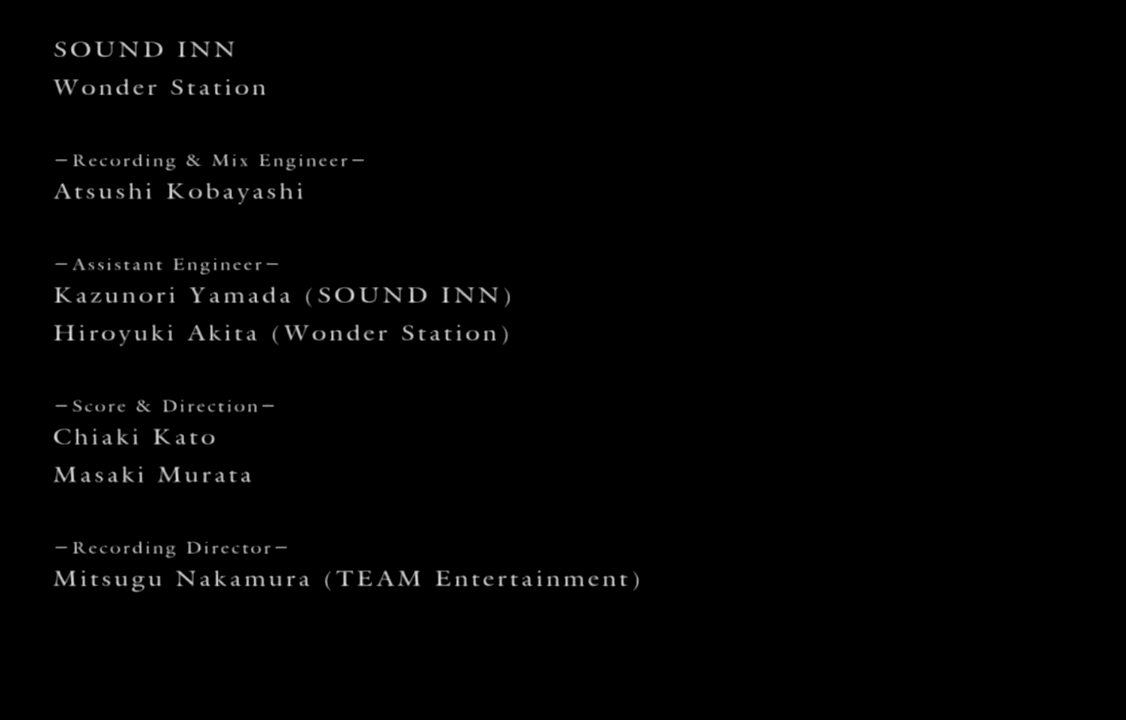 SOUND INN
Wonder Station
－Recording & Mix Engineer－
Atsushi Kobayashi
－Assistant Engineer－
Kazunori Yamada (SOUND INN)
Hiroyuki Akita (Wonder Station)
－Score & Direction－
Chiaki Kato
Masaki Murata
－Recording Director－
Mitsugu Nakamura (TEAM Entertainment)